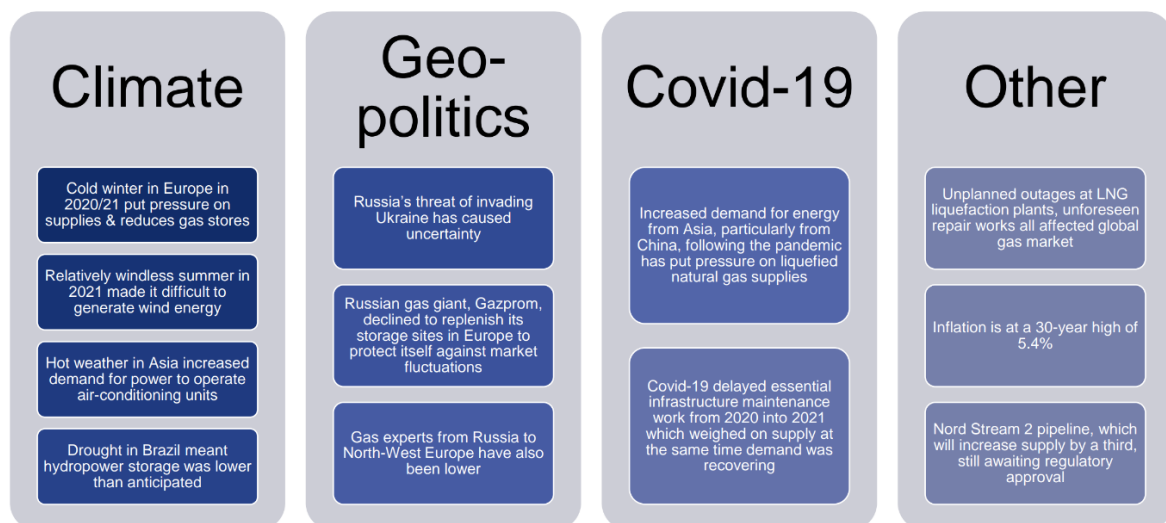 Climate
Cold winter in Europe in
2020/21 put pressure on
supplies & reduces gas stores
Relatively windless summer in
2021 made it difficult to
generate wind energy
Hot weather in Asia increased
demand for power to operate
air-conditioning units
Drought in Brazil meant
hydropower storage was lower
than anticipated
Geo-
politics
Russia's threat of invading
Ukraine has caused
uncertainty
Russian gas giant, Gazprom,
declined to replenish its
storage sites in Europe to
protect itself against market
fluctuations
Gas experts from Russia to
North-West Europe have also
been lower
Covid-19
Increased demand for energy
from Asia, particularly from
China, following the pandemic
has put pressure on liquefied
natural gas supplies
Covid-19 delayed essential
infrastructure maintenance
work from 2020 into 2021
which weighed on supply at
the same time demand was
recovering
Other
Unplanned outages at LNG
liquefaction plants, unforeseen
repair works all affected global
gas market
Inflation is at a 30-year high of
5.4%
Nord Stream 2 pipeline, which
will increase supply by a third,
still awaiting regulatory
approval